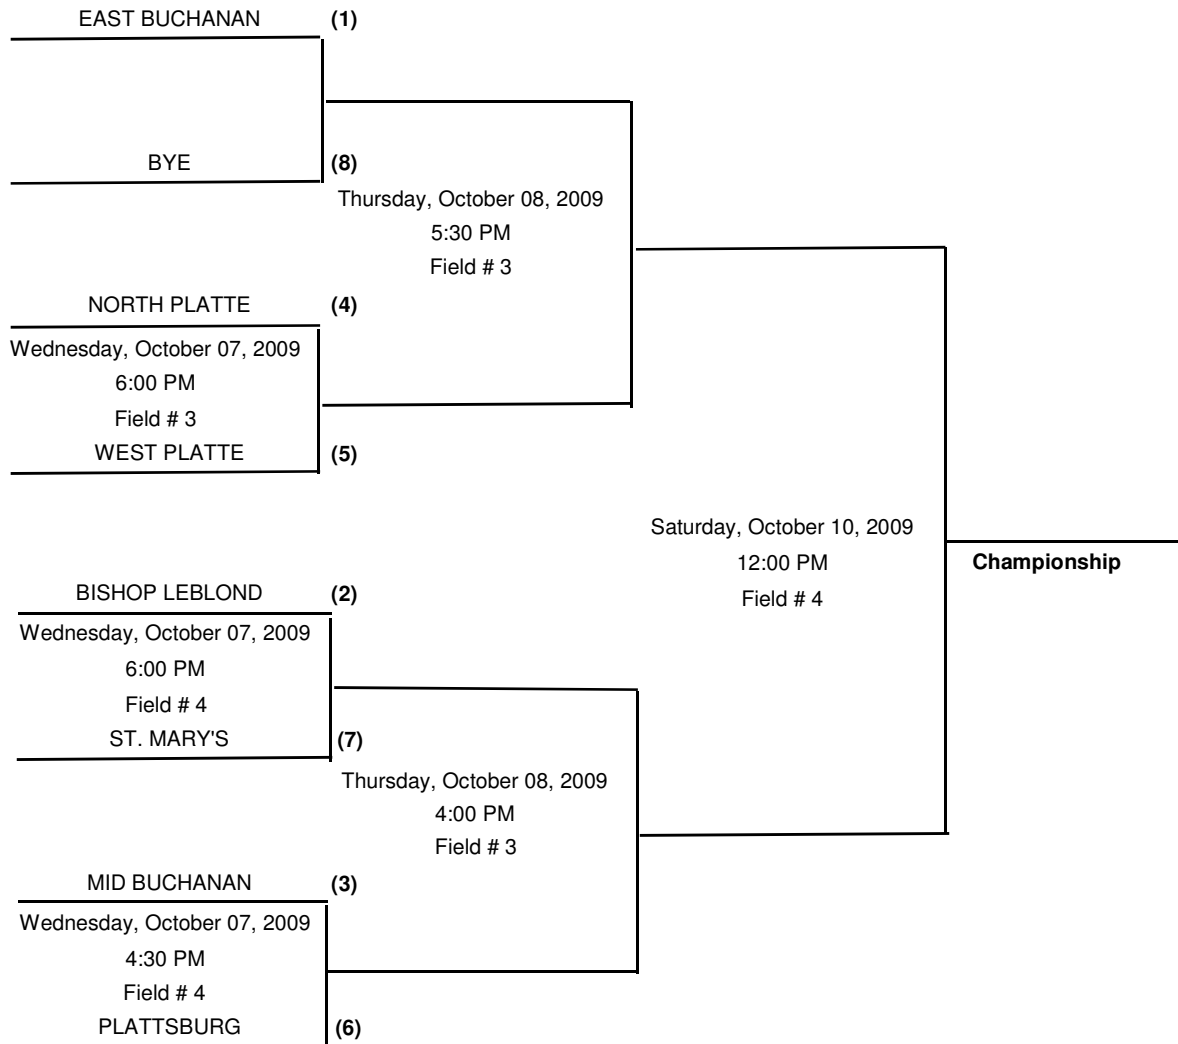 EAST BUCHANAN (1)
BYE (8)
Thursday, October 08, 2009
5:30 PM
Field # 3
NORTH PLATTE (4)
Wednesday, October 07, 2009
6:00 PM
Field # 3
WEST PLATTE (5)
Saturday, October 10, 2009
12:00 PM
Field # 4
Championship
BISHOP LEBLOND (2)
Wednesday, October 07, 2009
6:00 PM
Field # 4
ST. MARY'S (7)
Thursday, October 08, 2009
4:00 PM
Field # 3
MID BUCHANAN (3)
Wednesday, October 07, 2009
4:30 PM
Field # 4
PLATTSBURG (6)